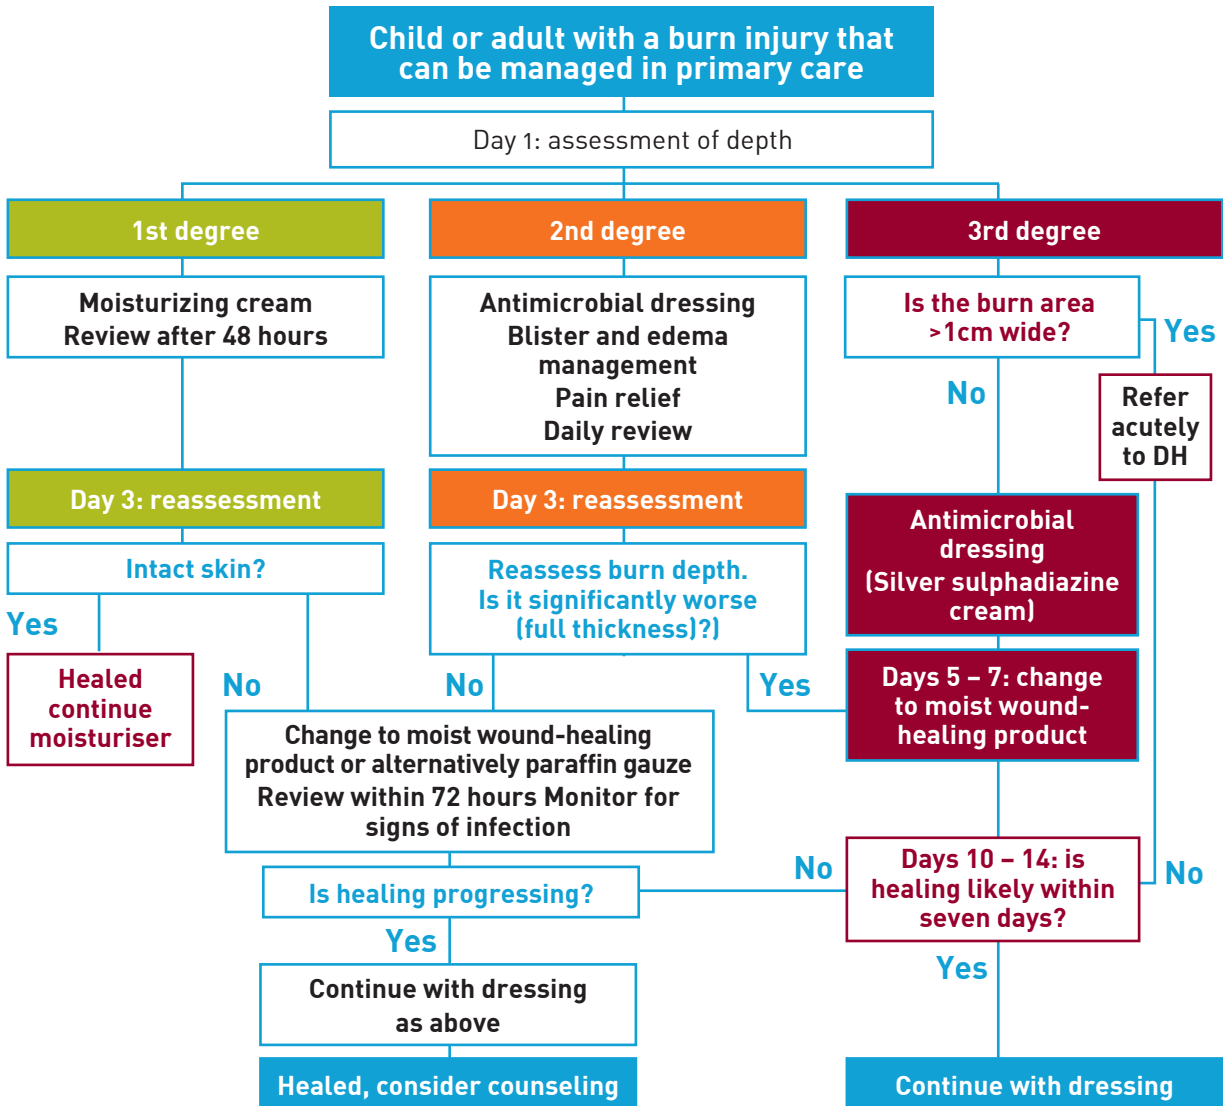 Child or adult with a burn injury that
can be managed in primary care
Day 1: assessment of depth
1st degree
2nd degree
3rd degree
Moisturizing cream
Review after 48 hours
Antimicrobial dressing
Blister and edema
management
Pain relief
Daily review
Is the burn area
>1cm wide?
Yes
No
Refer
acutely
to DH
Day 3: reassessment
Day 3: reassessment
Antimicrobial
dressing
(Silver sulphadiazine
cream)
Intact skin?
Reassess burn depth.
Is it significantly worse
(full thickness)?)
Yes
No
No
Yes
Healed
continue
moisturiser
Days 5 – 7: change
to moist wound-
healing product
Change to moist wound-healing
product or alternatively paraffin gauze
Review within 72 hours Monitor for
signs of infection
Is healing progressing?
No
Days 10 – 14: is
healing likely within
seven days?
No
Yes
Yes
Continue with dressing
as above
Healed, consider counseling
Continue with dressing